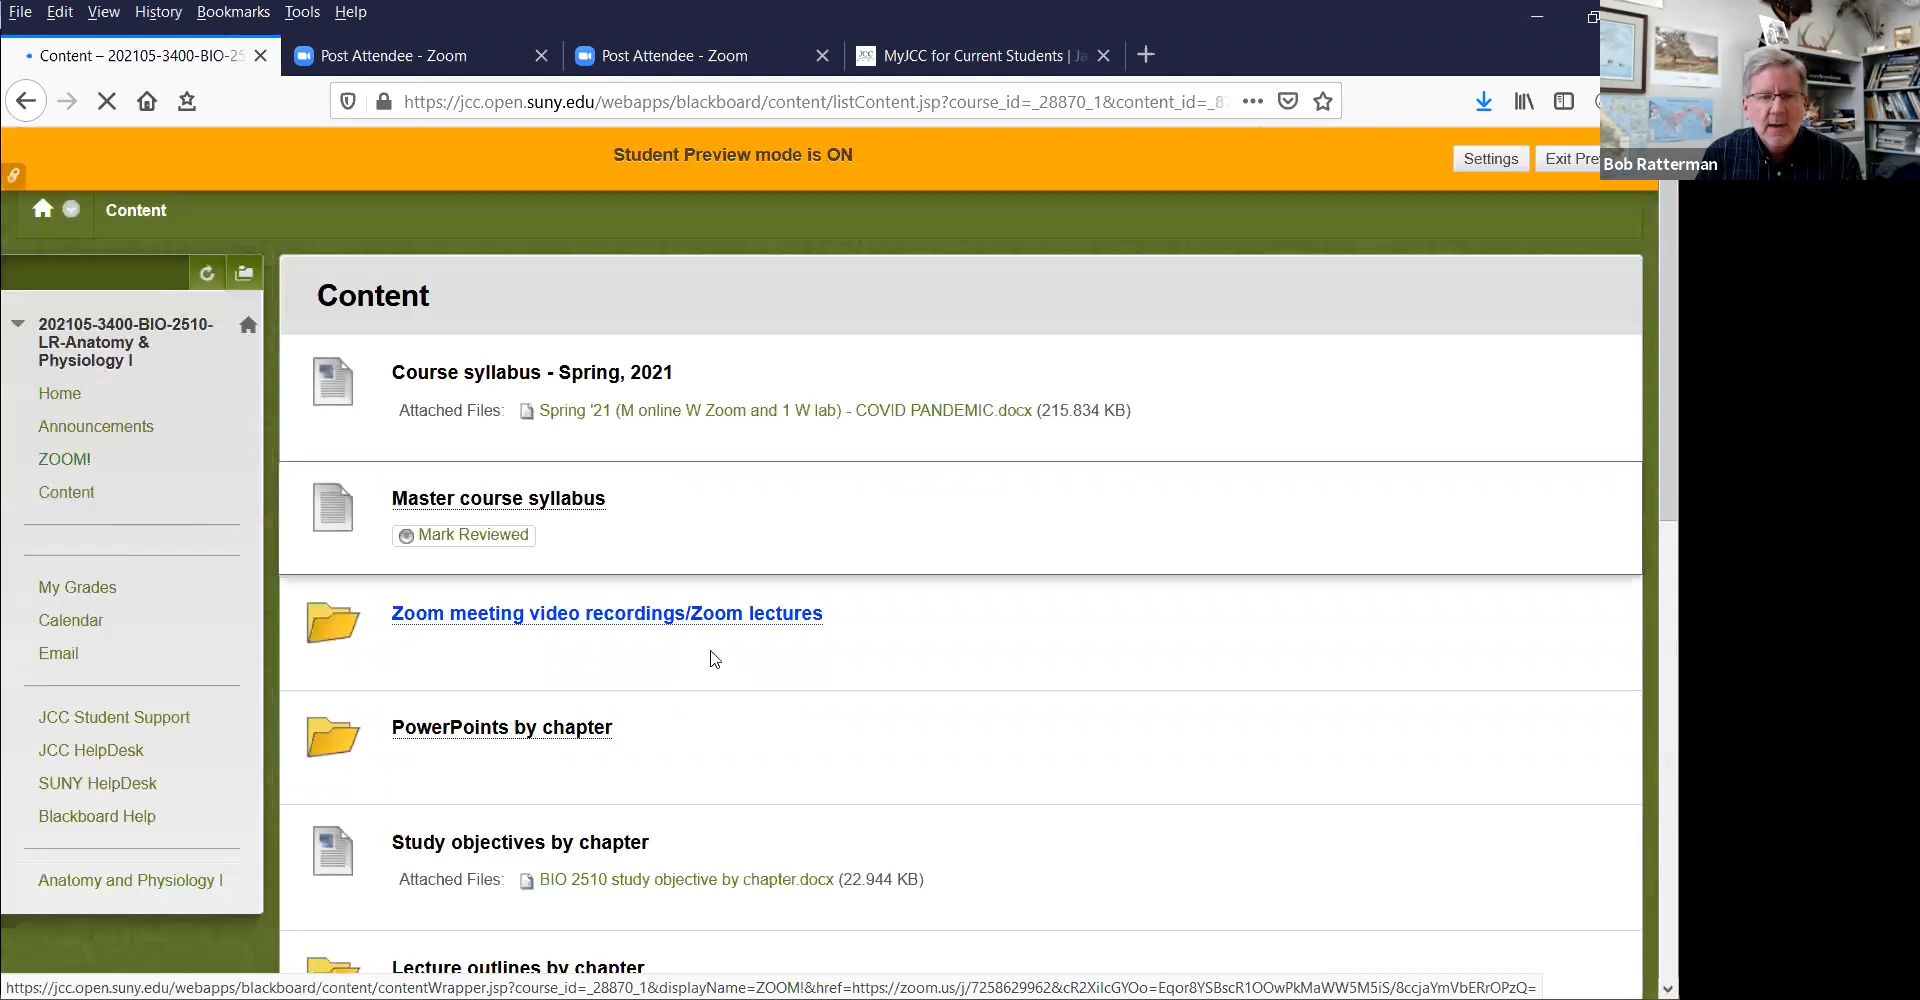 File Edit View History Bookmarks Tools Help
Content – 202105-3400-BIO-25
Post Attendee - Zoom
Post Attendee - Zoom
MyJCC for Current Students | Ja
https://jcc.open.suny.edu/webapps/blackboard/content/listContent.jsp?course_id=_28870_1&content_id=_87
Student Preview mode is ON
Settings
Exit Pre
Bob Ratterman
Content
202105-3400-BIO-2510-
LR-Anatomy &
Physiology I
Home
Announcements
ZOOM!
Content
My Grades
Calendar
Email
JCC Student Support
JCC HelpDesk
SUNY HelpDesk
Blackboard Help
Anatomy and Physiology I
Content
Course syllabus - Spring, 2021
Attached Files: Spring '21 (M online W Zoom and 1 W lab) - COVID PANDEMIC.docx (215.834 KB)
Master course syllabus
Mark Reviewed
Zoom meeting video recordings/Zoom lectures
PowerPoints by chapter
Study objectives by chapter
Attached Files: BIO 2510 study objective by chapter.docx (22.944 KB)
Lecture outlines by chapter
https://jcc.open.suny.edu/webapps/blackboard/content/contentWrapper.jsp?course_id=_28870_1&displayName=ZOOM!&href=https://zoom.us/j/7258629962&cR2XiIcGYOo=Eqor8YSBscR1OOwPkMaWW5M5iS/8ccjaYmVbERrOPzQ=